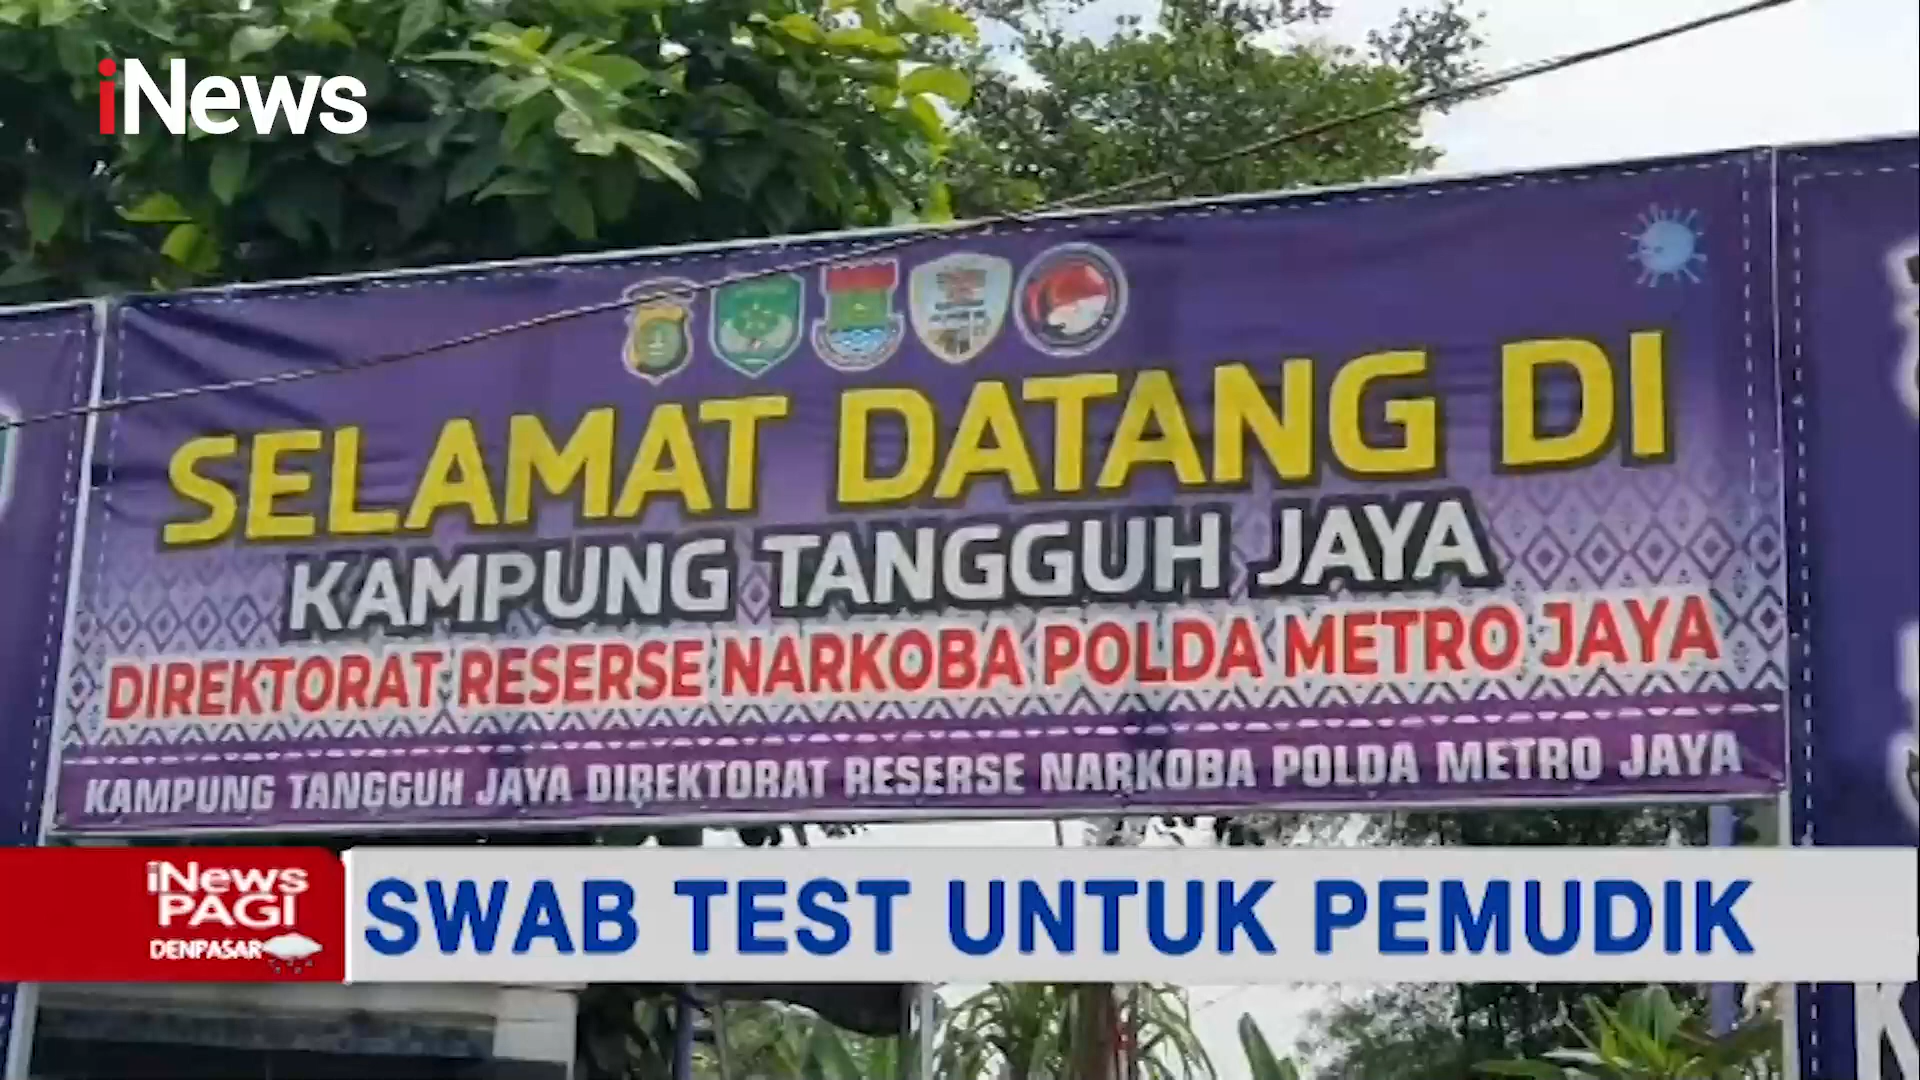 iNews
SELAMAT DATANG DI
KAMPUNG TANGGUH JAYA
DIREKTORAT RESERSE NARKOBA POLDA METRO JAYA
KAMPUNG TANGGUH JAYA DIREKTORAT RESERSE NARKOBA POLDA METRO JAYA
iNews
PAGI
DENPASAR
SWAB TEST UNTUK PEMUDIK